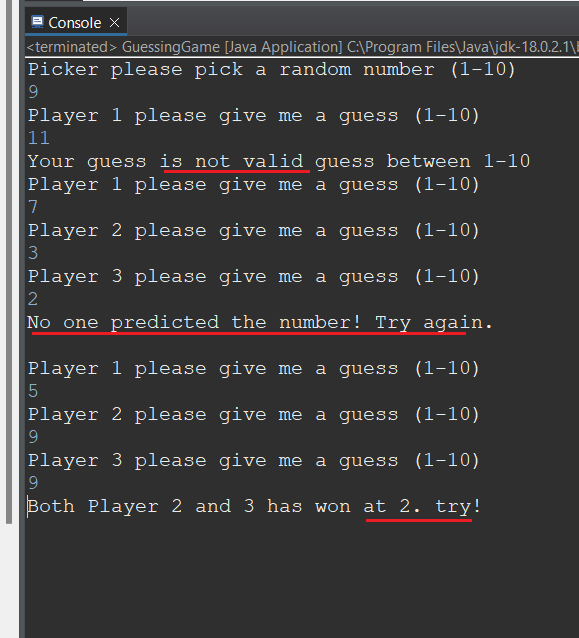 Console
<terminated> GuessingGame [Java Application] C:\Program Files\Java\jdk-18.0.2.1\
Picker please pick a random number (1-10)
9
Player 1 please give me a guess (1-10)
11
Your guess is not valid guess between 1-10
Player 1 please give me a guess (1-10)
7
Player 2 please give me a guess (1-10)
3
Player 3 please give me a guess (1-10)
2
No one predicted the number! Try again.
Player 1 please give me a guess (1-10)
5
Player 2 please give me a guess (1-10)
9
Player 3 please give me a guess (1-10)
9
Both Player 2 and 3 has won at 2. try!